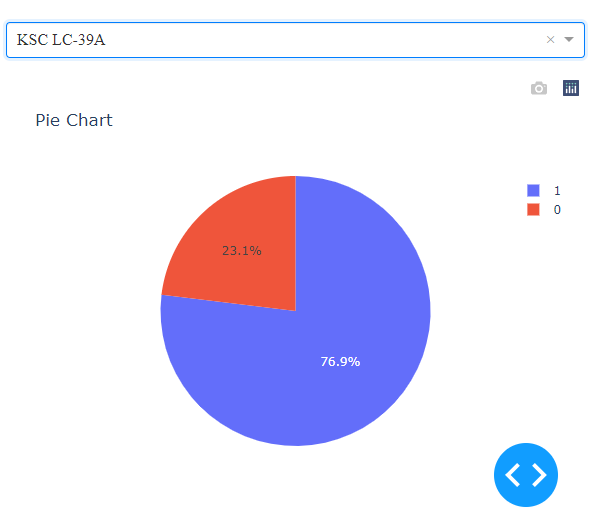 KSC LC-39A
Pie Chart
1
0
23.1%
76.9%